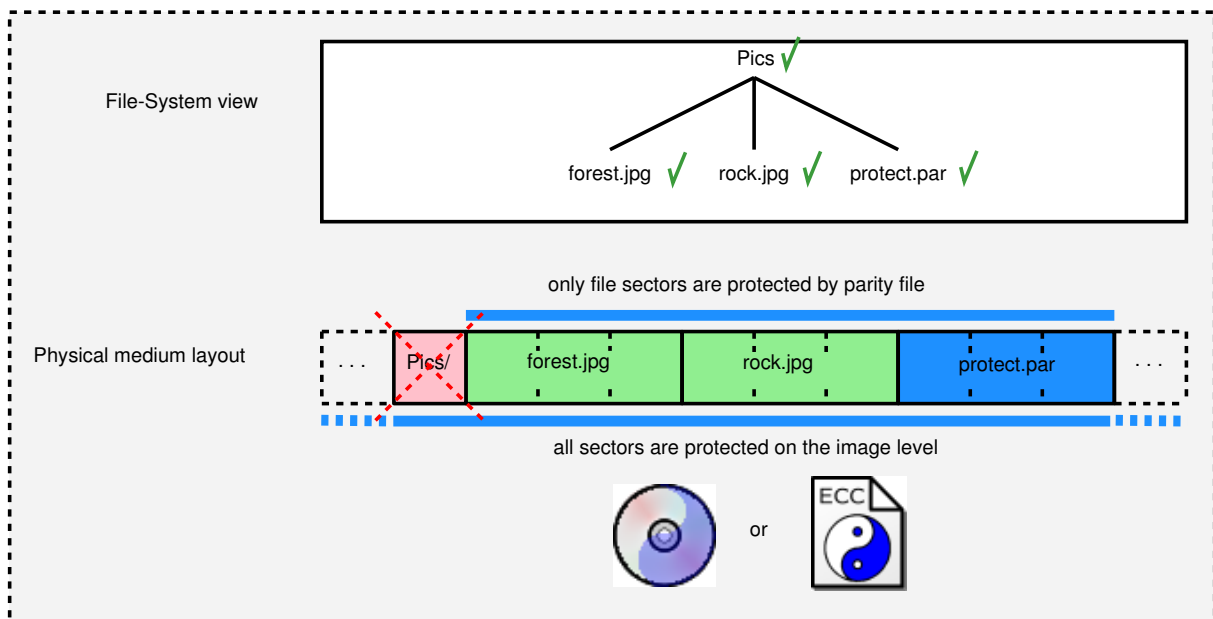 Pics
File-System view
forest.jpg rock.jpg protect.par
only file sectors are protected by parity file
Physical medium layout
. . . Pics/ forest.jpg rock.jpg protect.par . . .
all sectors are protected on the image level
ECC
or